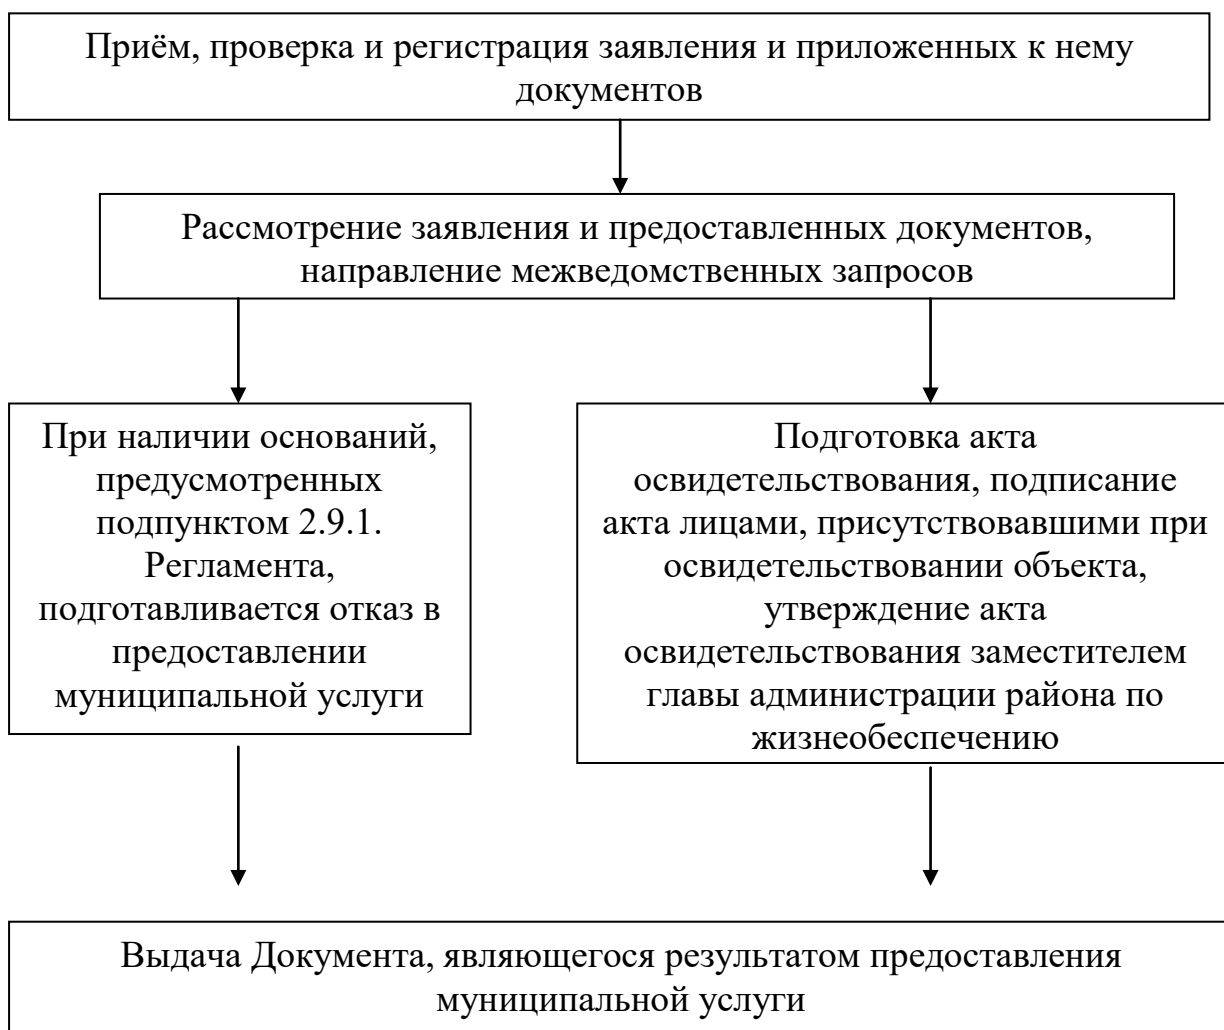 Приём, проверка и регистрация заявления и приложенных к нему
документов
Рассмотрение заявления и предоставленных документов,
направление межведомственных запросов
При наличии оснований,
предусмотренных
подпунктом 2.9.1.
Регламента,
подготавливается отказ в
предоставлении
муниципальной услуги
Подготовка акта
освидетельствования, подписание
акта лицами, присутствовавшими при
освидетельствовании объекта,
утверждение акта
освидетельствования заместителем
главы администрации района по
жизнеобеспечению
Выдача Документа, являющегося результатом предоставления
муниципальной услуги